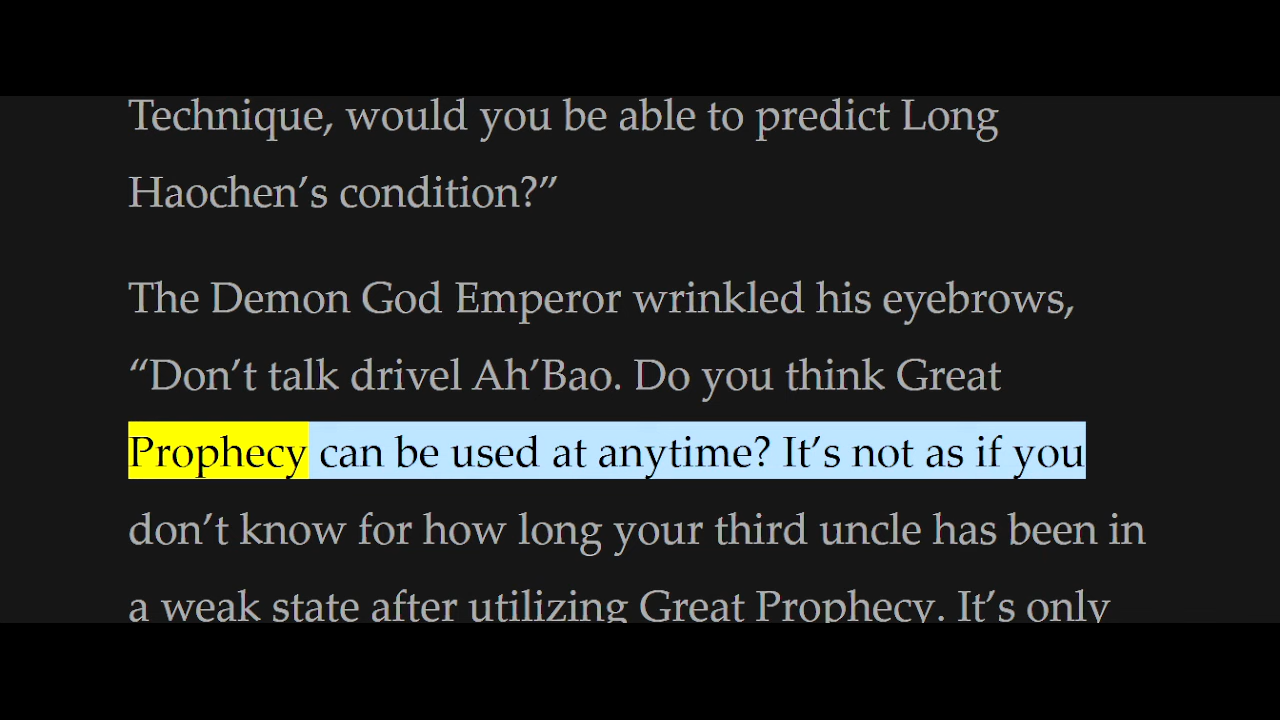 Technique, would you be able to predict Long
Haochen’s condition?”
The Demon God Emperor wrinkled his eyebrows,
“Don’t talk drivel Ah’Bao. Do you think Great
Prophecy can be used at anytime? It’s not as if you
don’t know for how long your third uncle has been in
a weak state after utilizing Great Prophecy. It’s only